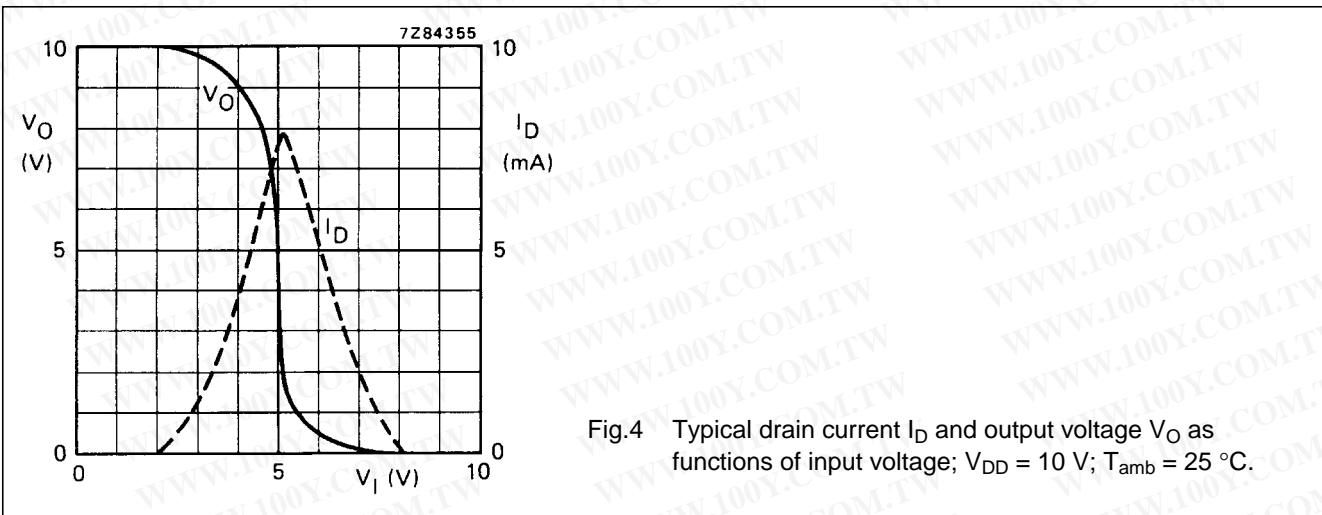 7Z84355
10
10
V_O
V_O
(V)
I_D
(mA)
I_D
5
5
0
0
0
5
10
V_I (V)
Fig.4 Typical drain current I_D and output voltage V_O as
functions of input voltage; V_DD = 10 V; T_amb = 25 °C.
WWW.100Y.COM.TW